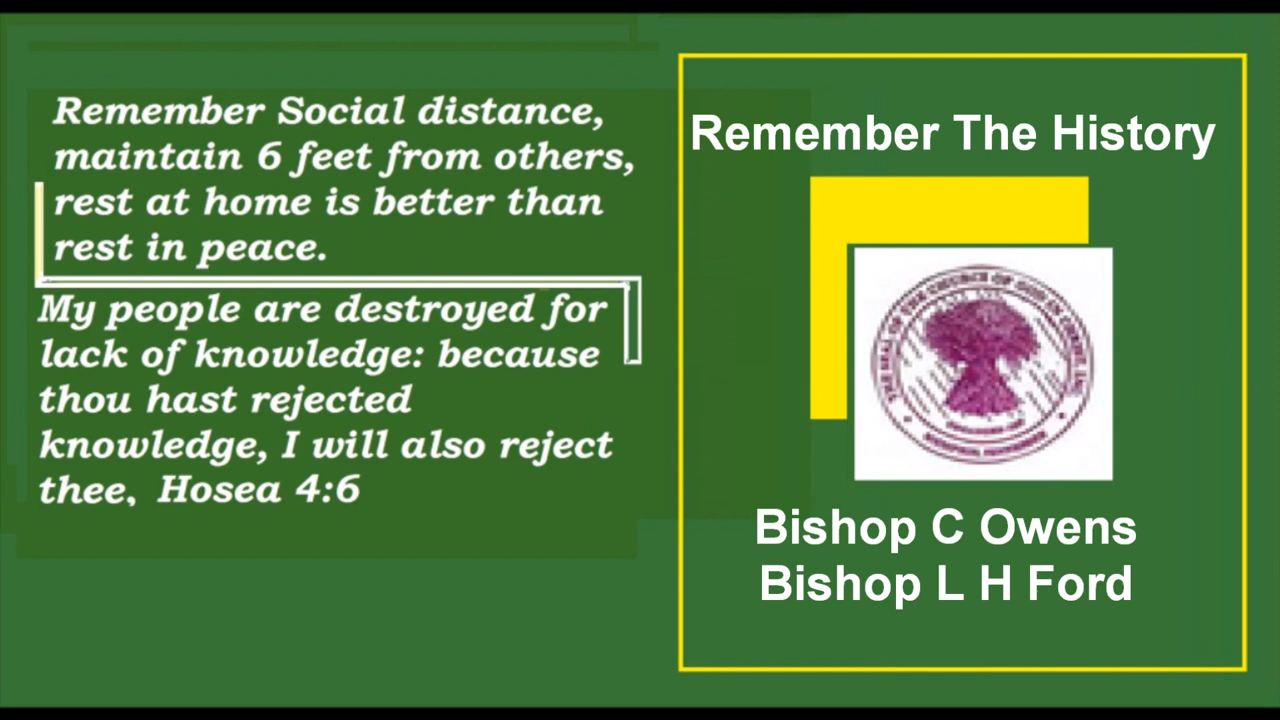 Remember Social distance,
maintain 6 feet from others,
rest at home is better than
rest in peace.
My people are destroyed for
lack of knowledge: because
thou hast rejected
knowledge, I will also reject
thee, Hosea 4:6
Remember The History
Bishop C Owens
Bishop L H Ford